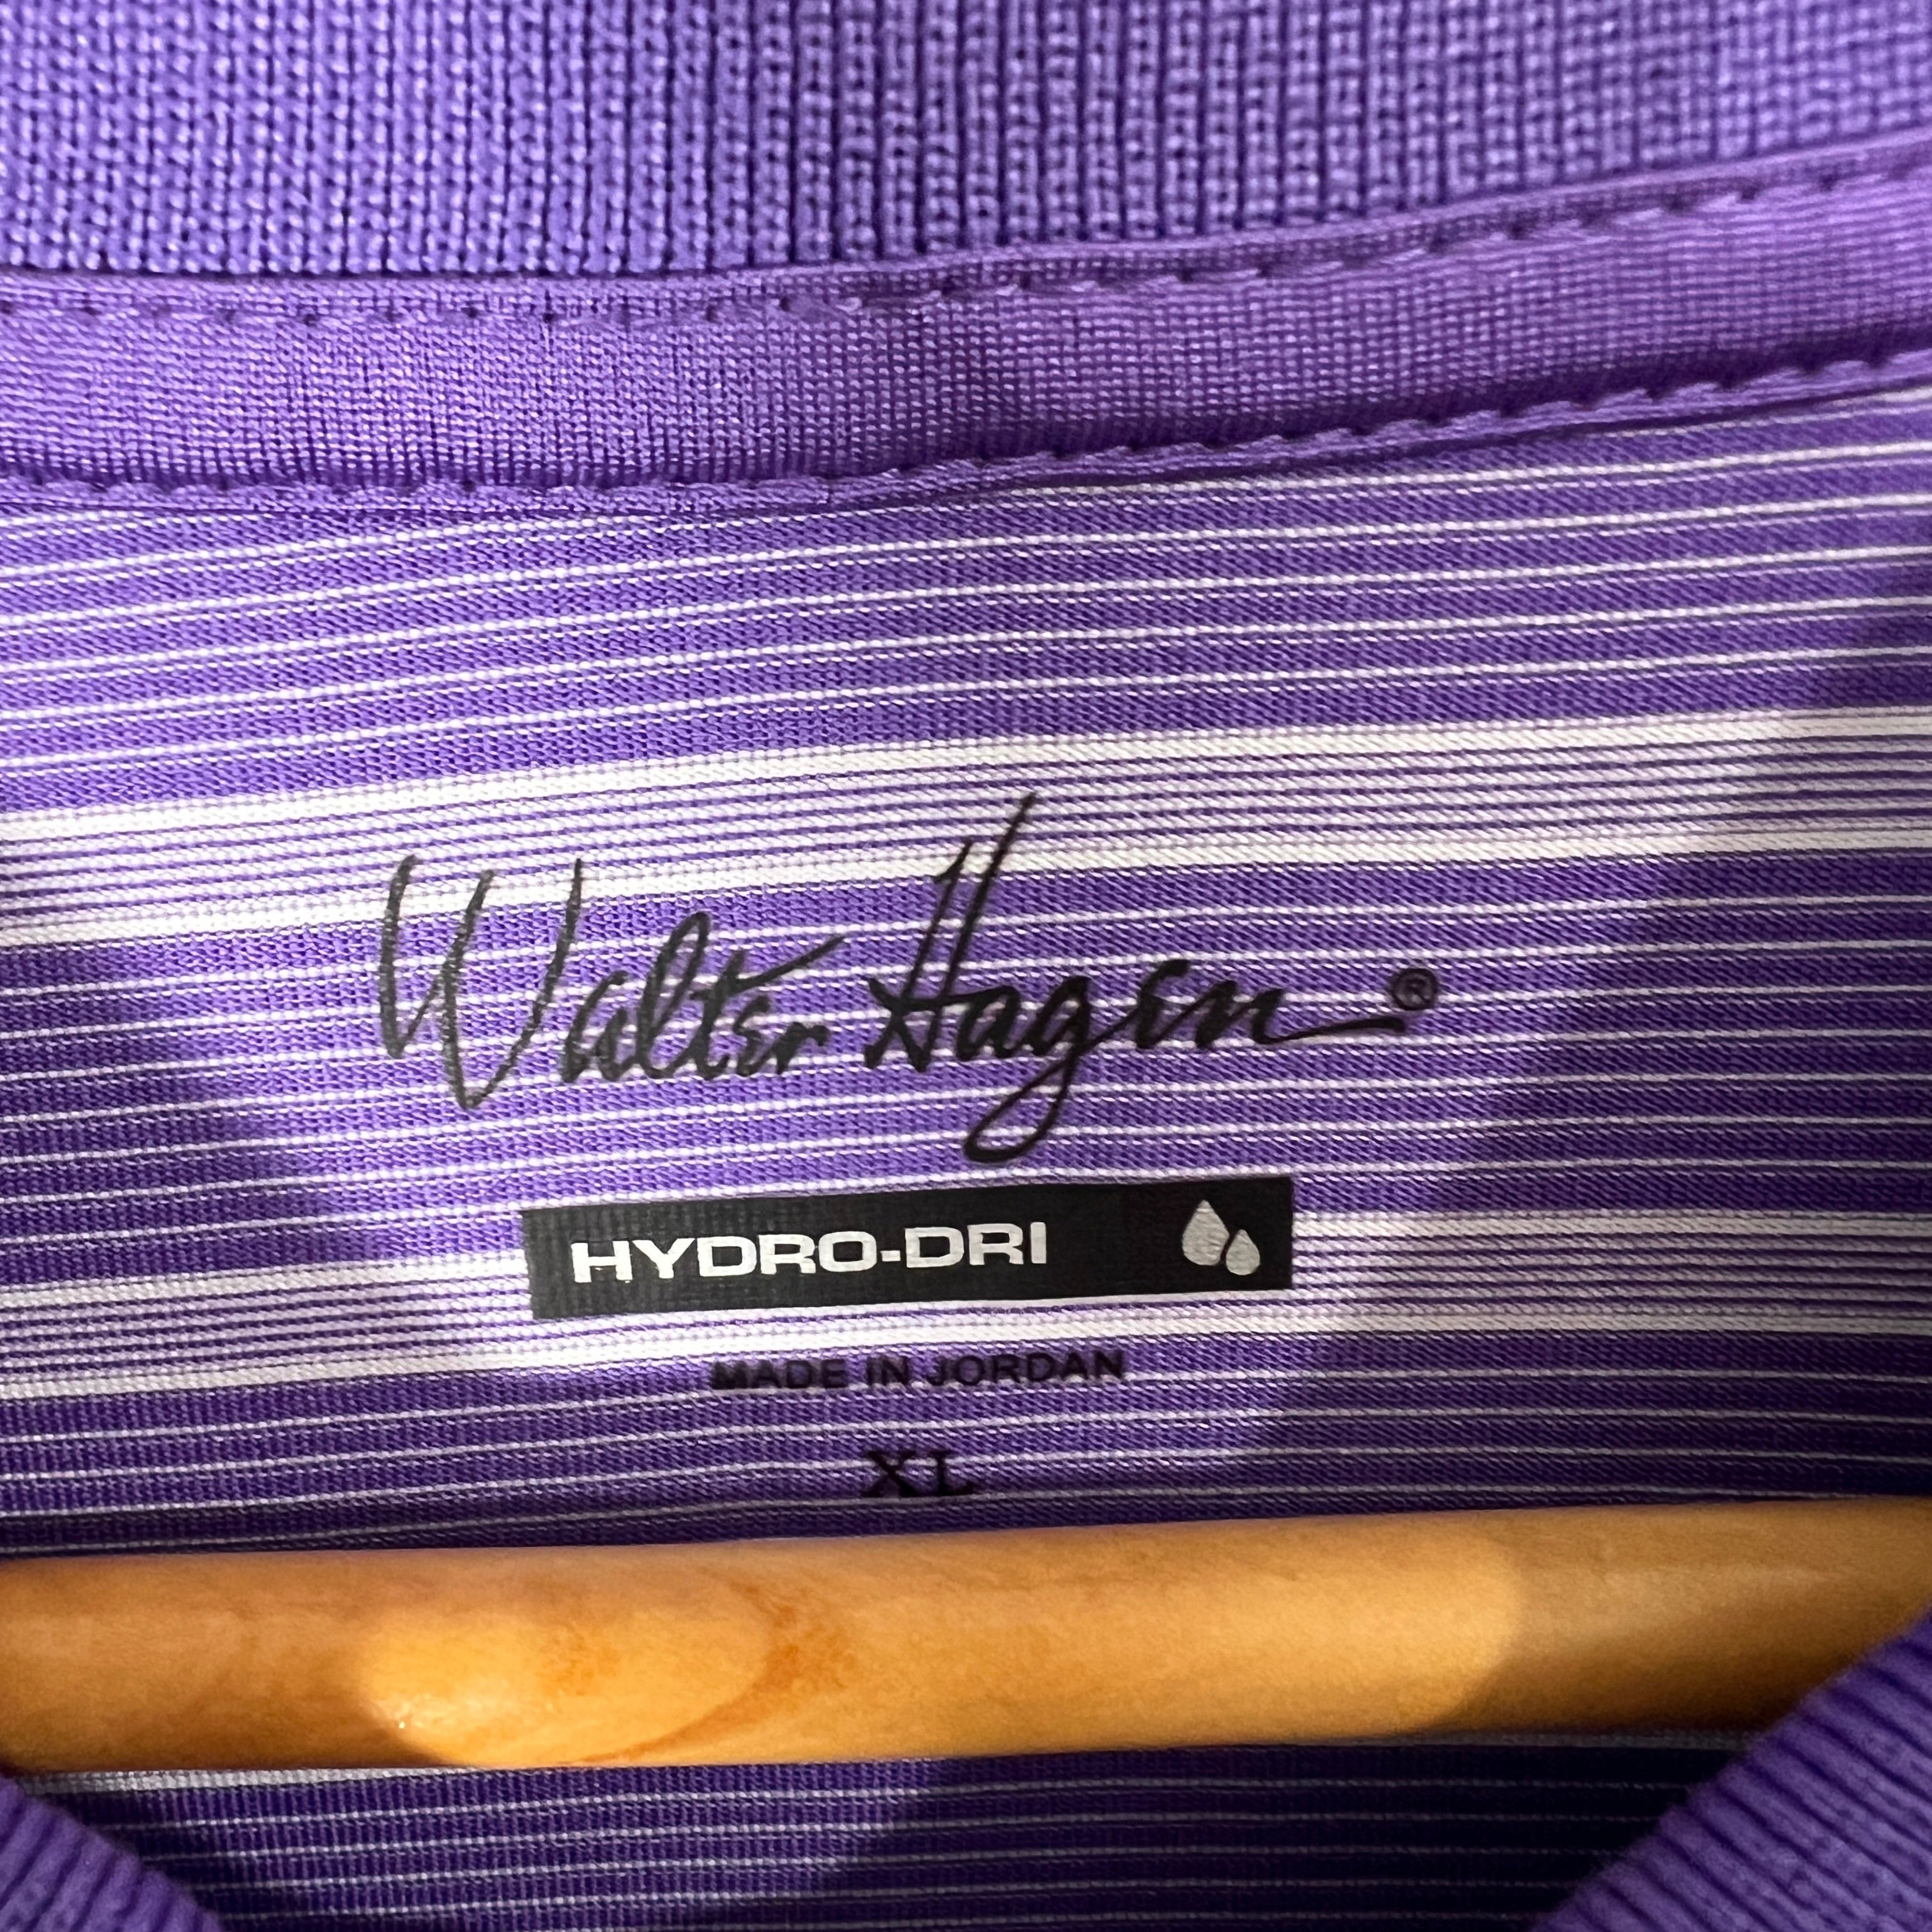 Walter Hagen®
HYDRO-DRI
MADE IN JORDAN
XL